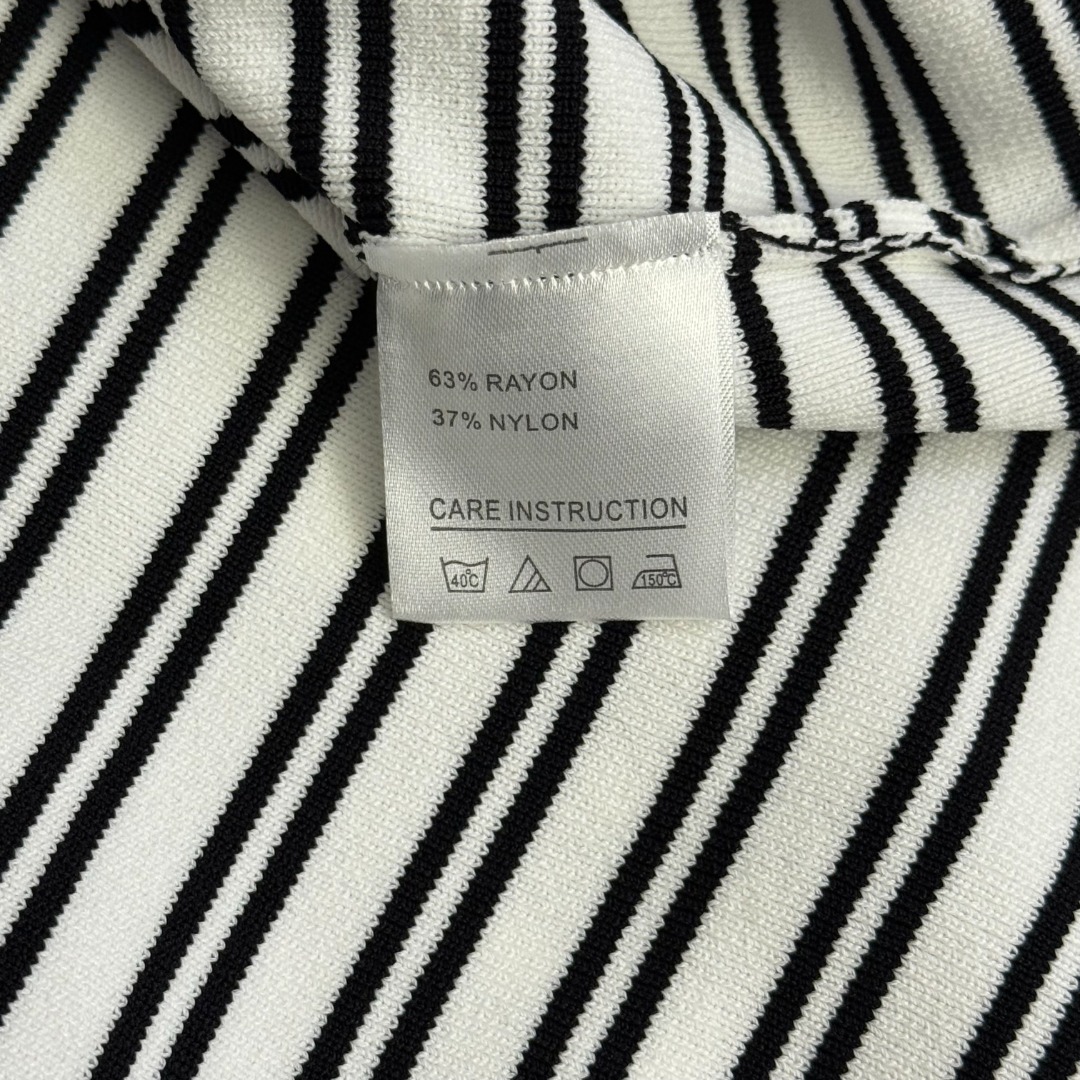 63% RAYON
37% NYLON
CARE INSTRUCTION
40℃ 150℃